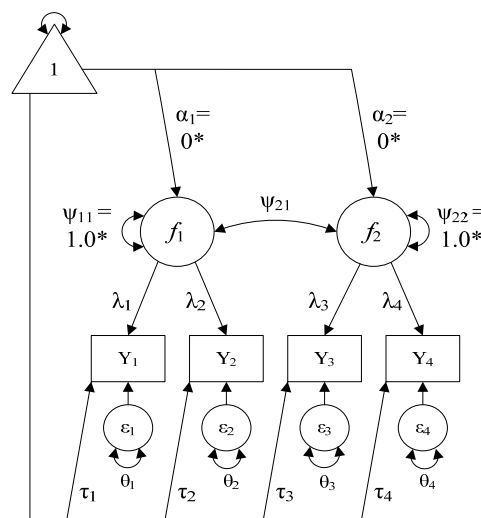 1
α₁= α₂=
0* 0*
ψ₁₁= ψ₂₁ ψ₂₂=
1.0* f₁ f₂ 1.0*
λ₁ λ₂ λ₃ λ₄
Y₁ Y₂ Y₃ Y₄
ε₁ ε₂ ε₃ ε₄
τ₁ θ₁ τ₂ θ₂ τ₃ θ₃ τ₄ θ₄